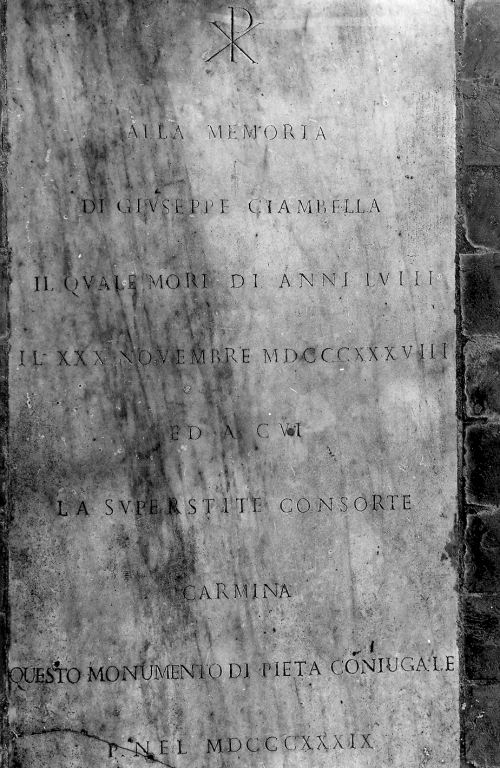 ALLA MEMORIA
DI GIVSEPPE CIAMBELLA
IL QVALE MORI DI ANNI LVIII
IL XXX NOVEMBRE MDCCCXXXVIII
ED A CVI
LA SVPERSTITE CONSORTE
CARMINA
QUESTO MONUMENTO DI PIETA CONIUGALE
P. NEL MDCCCXXXIX